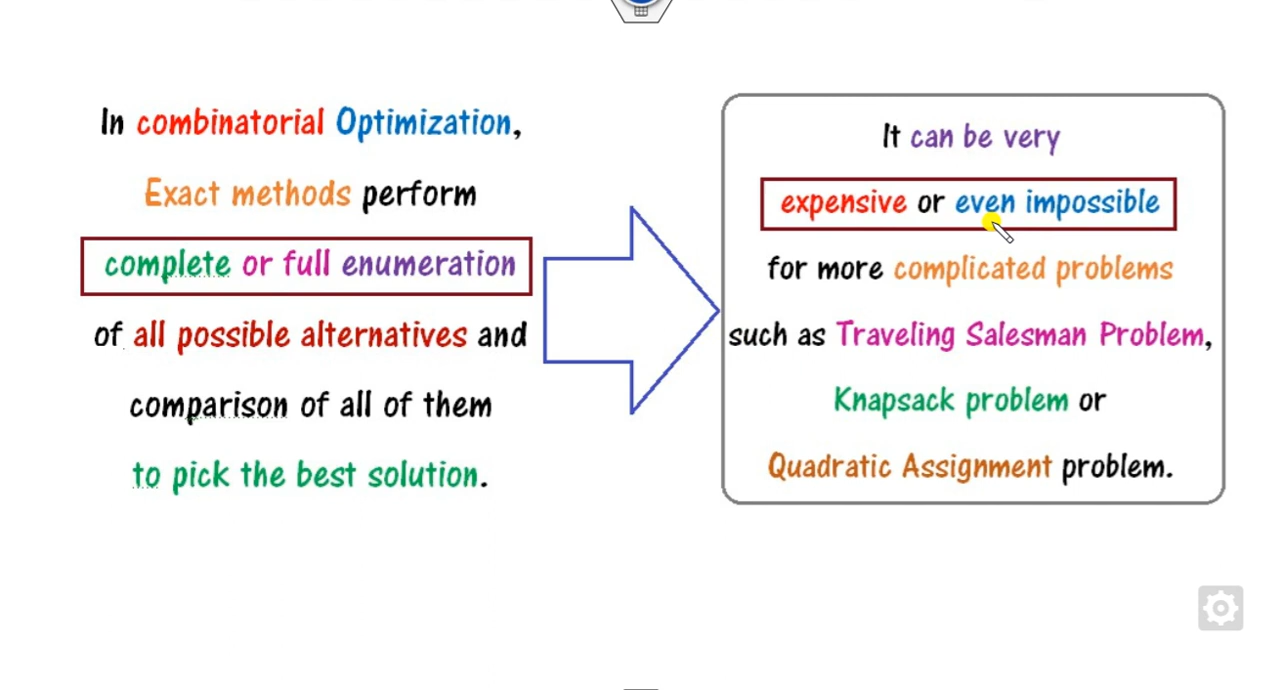 In combinatorial Optimization,
Exact methods perform
complete or full enumeration
of all possible alternatives and
comparison of all of them
to pick the best solution.
It can be very
expensive or even impossible
for more complicated problems
such as Traveling Salesman Problem,
Knapsack problem or
Quadratic Assignment problem.